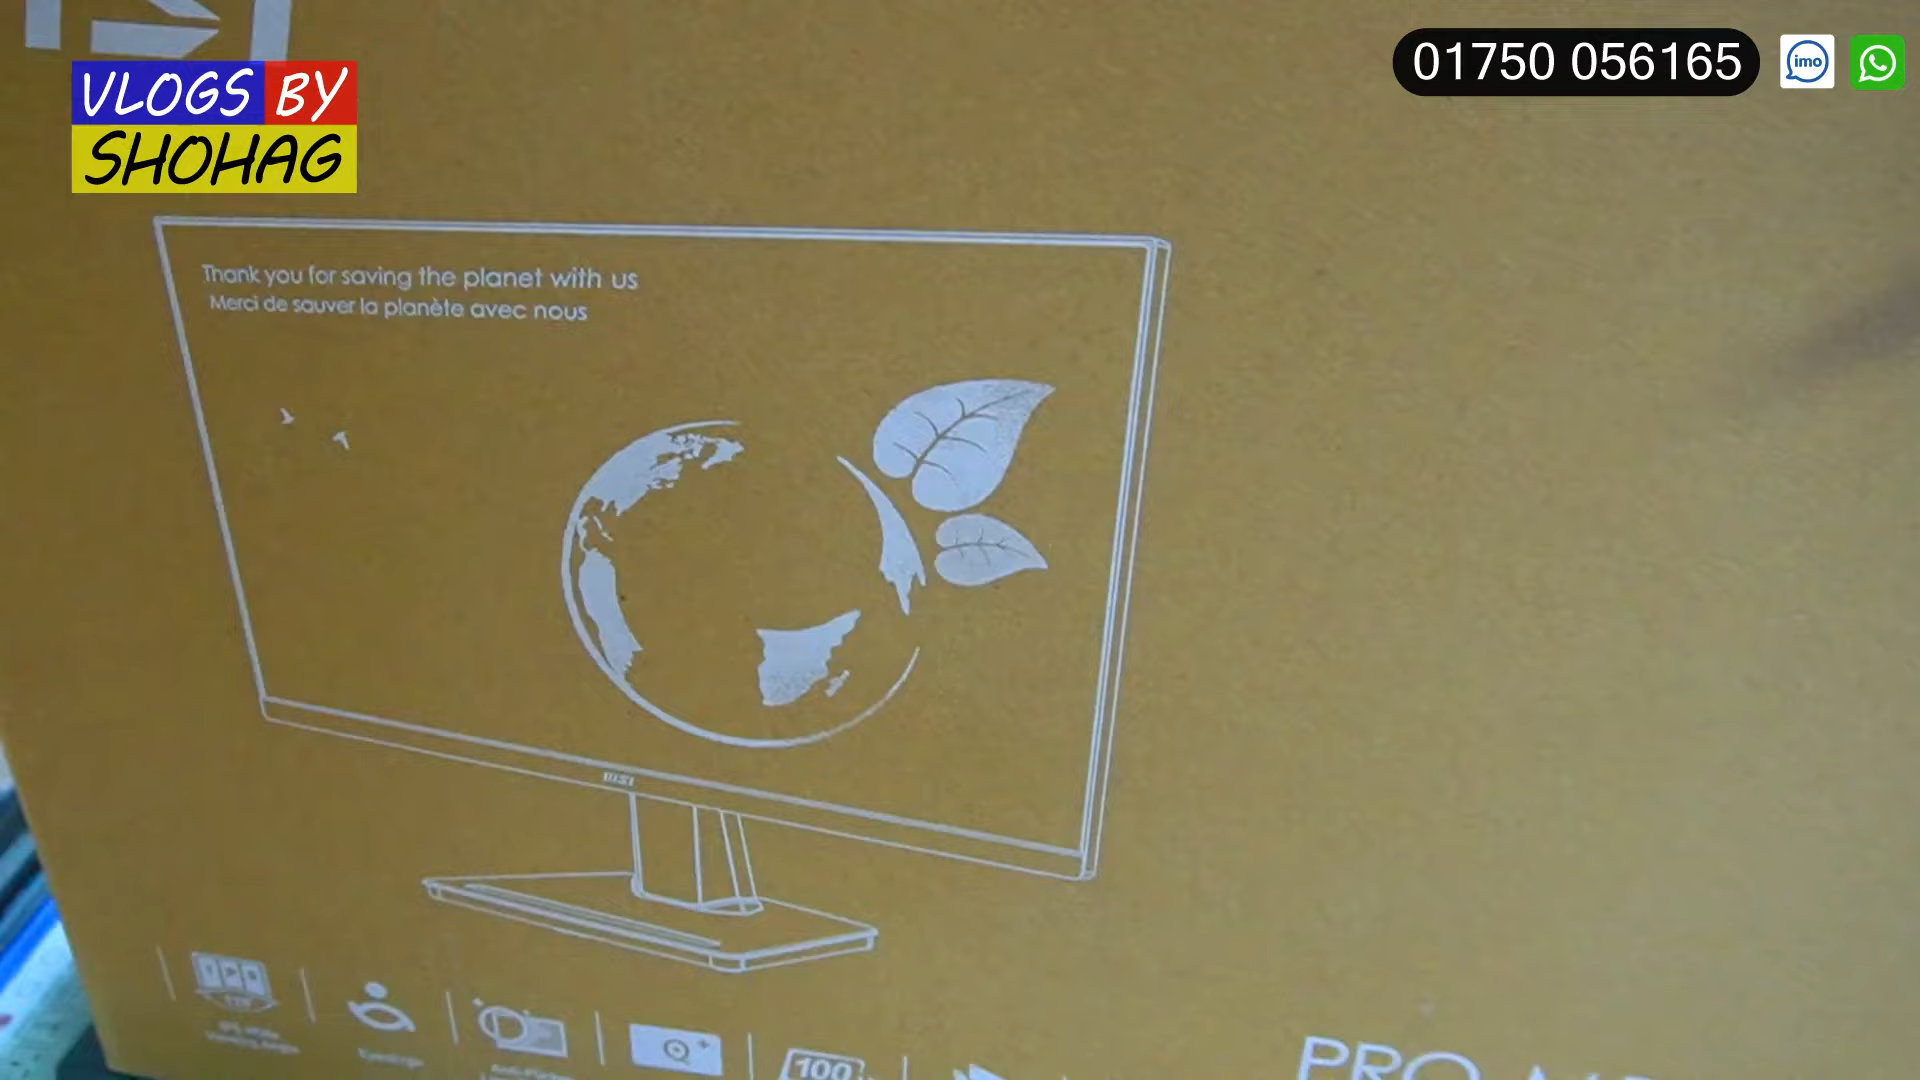 VLOGS BY
SHOHAG
01750 056165
imo
Thank you for saving the planet with us
Merci de sauver la planète avec nous
msi
100
PRO